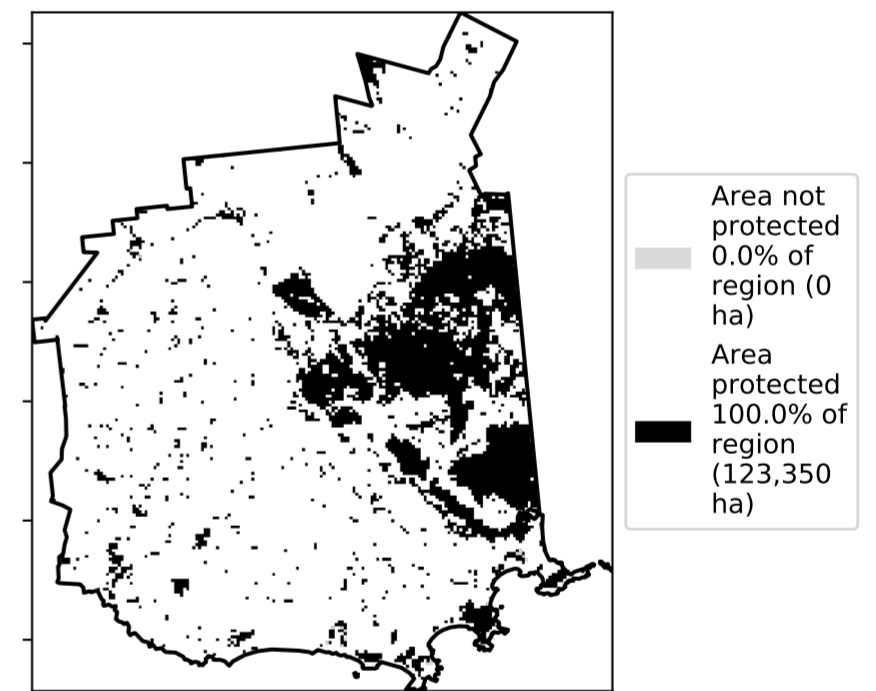 Area not
protected
0.0% of
region (0
ha)
Area
protected
100.0% of
region
(123,350
ha)